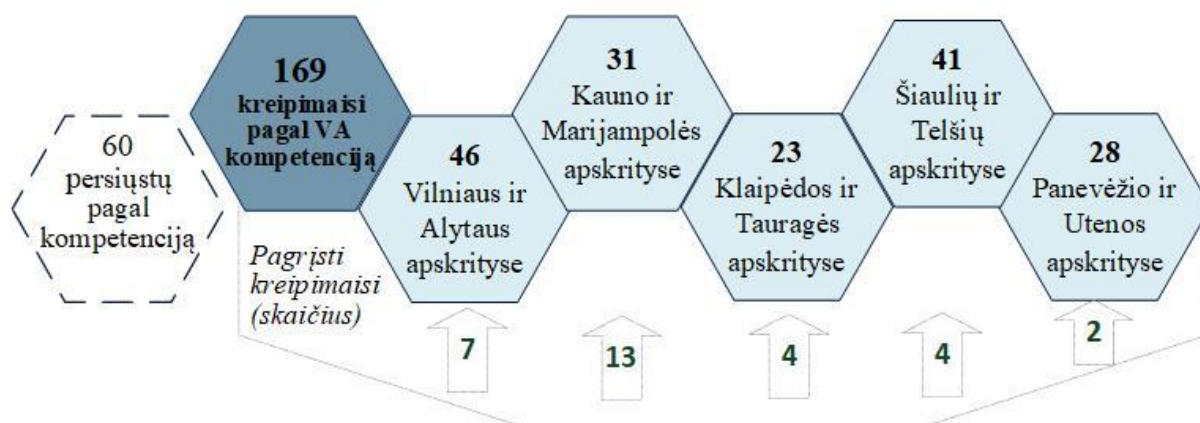 60
persiųstų
pagal
kompetenciją
169
kreipimaisi
pagal VA
kompetenciją
46
Vilniaus ir
Alytaus
apskrityse
31
Kauno ir
Marijampolės
apskrityse
23
Klaipėdos ir
Tauragės
apskrityse
41
Šiaulių ir
Telšių
apskrityse
28
Panevėžio ir
Utenos
apskrityse
Pagrįsti
kreipimaisi
(skaičius)
7
13
4
4
2